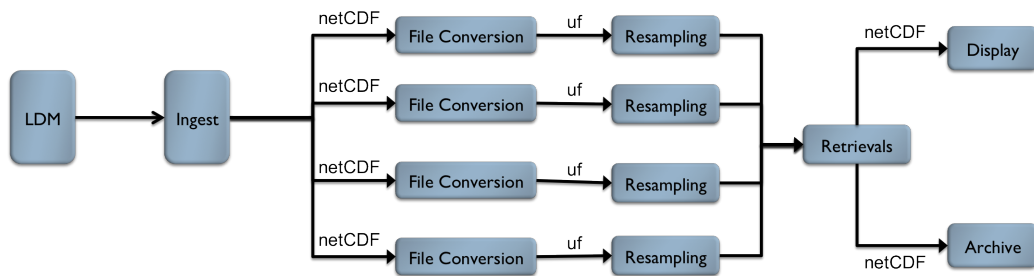 netCDF
File Conversion
uf
Resampling
netCDF
Display
netCDF
File Conversion
uf
Resampling
LDM
Ingest
Retrievals
netCDF
File Conversion
uf
Resampling
netCDF
File Conversion
uf
Resampling
Archive
netCDF